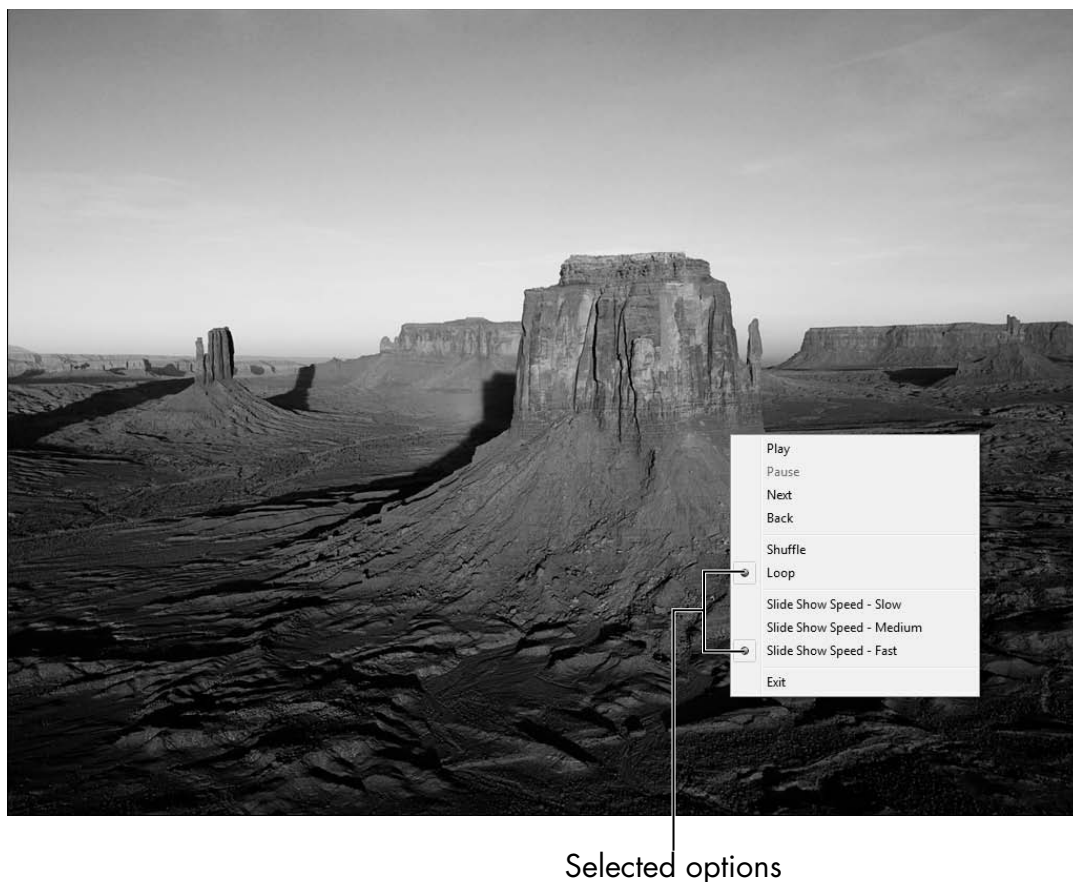 Play
Pause
Next
Back
Shuffle
Loop
Slide Show Speed - Slow
Slide Show Speed - Medium
Slide Show Speed - Fast
Exit
Selected options